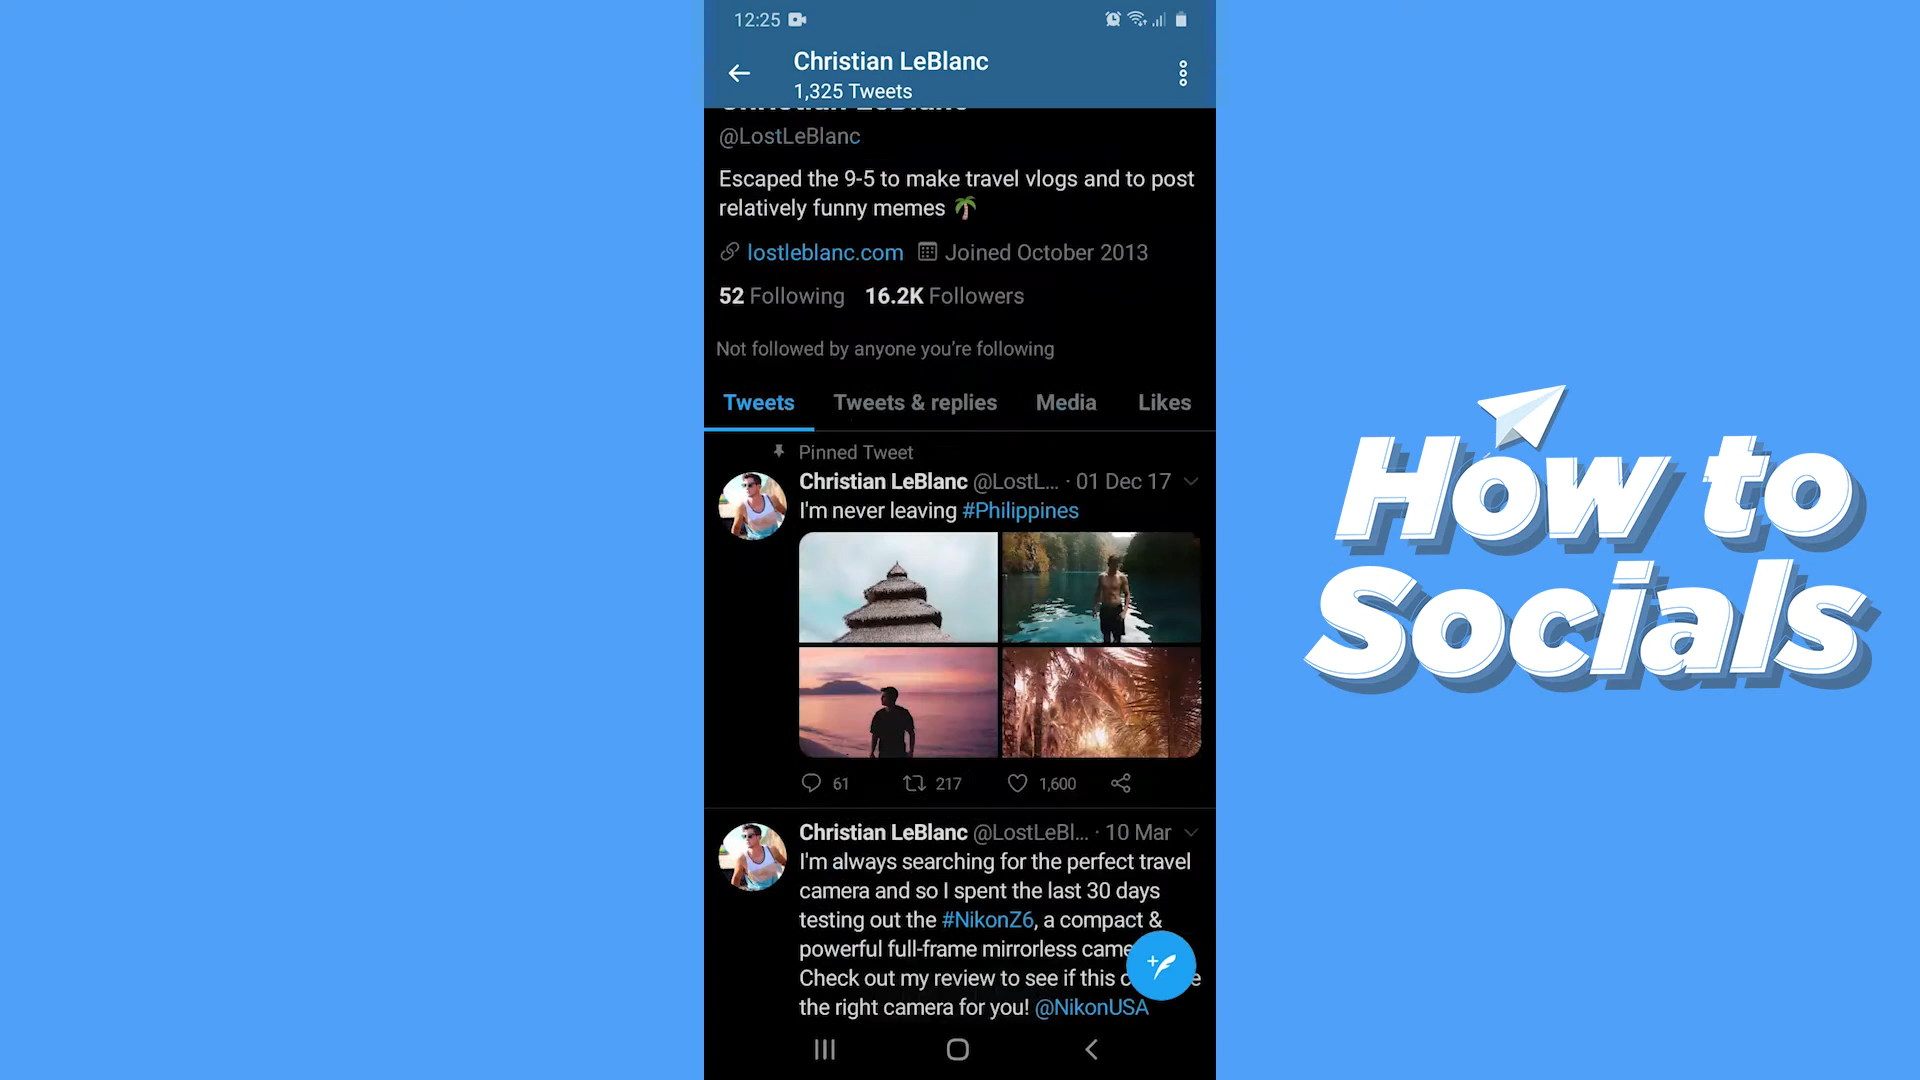 12:25
Christian LeBlanc
1,325 Tweets
Christian LeBlanc
@LostLeBlanc
Escaped the 9-5 to make travel vlogs and to post
relatively funny memes 🌴
lostleblanc.com Joined October 2013
52 Following 16.2K Followers
Not followed by anyone you're following
Tweets Tweets & replies Media Likes
Pinned Tweet
Christian LeBlanc @LostL... · 01 Dec 17
I'm never leaving #Philippines
61 217 1,600
Christian LeBlanc @LostLeBl... · 10 Mar
I'm always searching for the perfect travel
camera and so I spent the last 30 days
testing out the #NikonZ6, a compact &
powerful full-frame mirrorless came
Check out my review to see if this c e
the right camera for you! @NikonUSA
How to
Socials